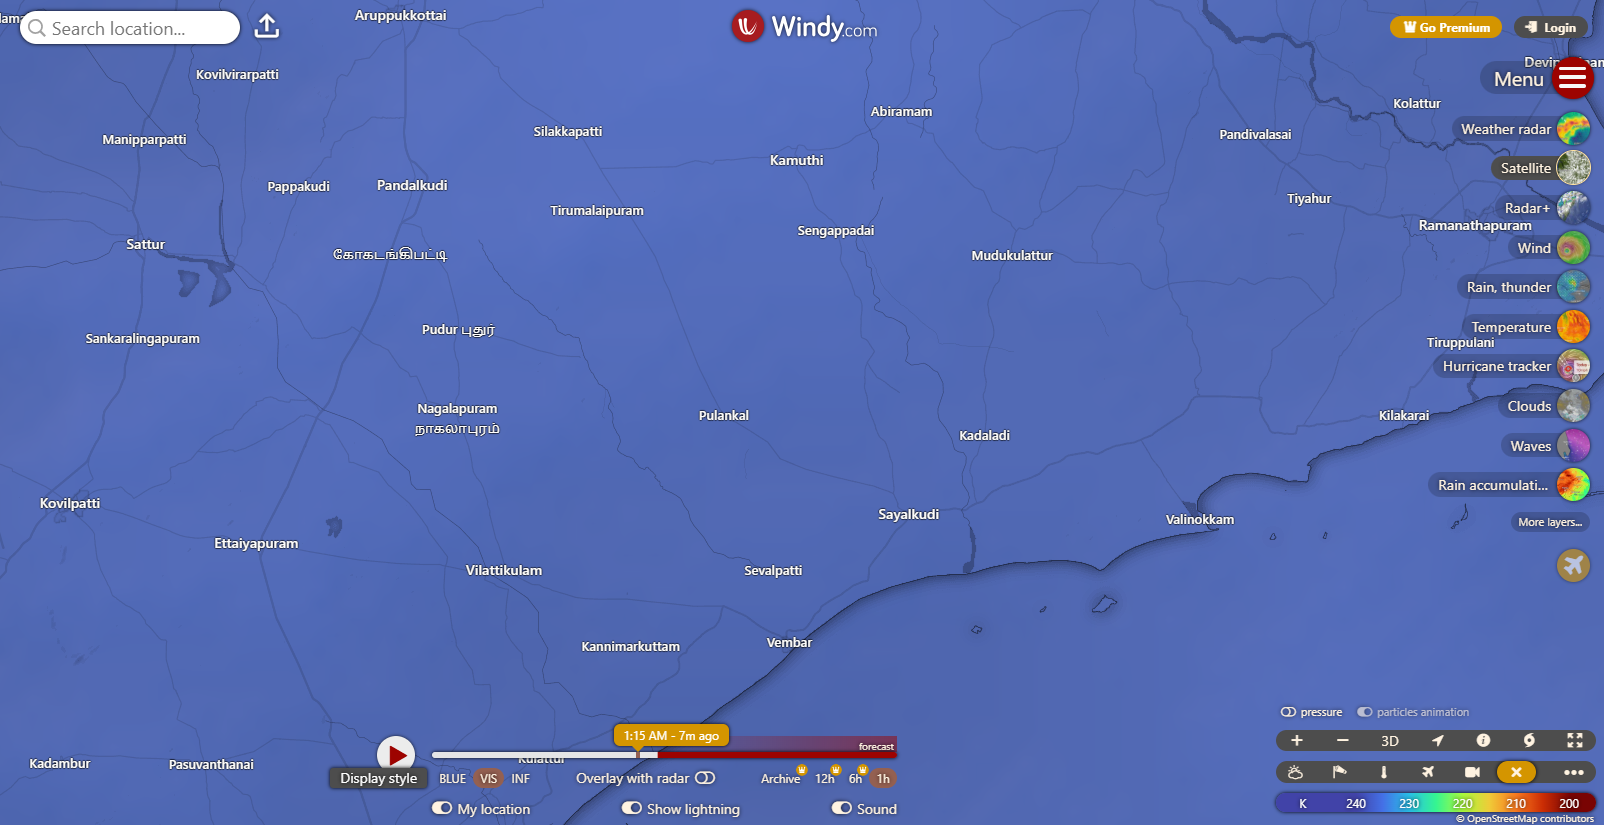 Aruppukkottai
Search location...
Windy.com
Go Premium
Login
Menu
Kovilvirarpatti
Abiramam
Kolattur
Silakkapatti
Pandivalasai
Weather radar
Manipparpatti
Kamuthi
Satellite
Pappakudi
Pandalkudi
Tirumalaipuram
Tiyahur
Radar+
Sengappadai
Ramanathapuram
Sattur
Wind
கோகடங்கிபட்டி
Mudukulattur
Rain, thunder
Pudur புதுர்
Temperature
Sankaralingapuram
Tiruppulani
Hurricane tracker
Nagalapuram
நாகலாபுரம்
Pulankal
Kilakarai
Clouds
Kadaladi
Waves
Rain accumulati...
Kovilpatti
Sayalkudi
Valinokkam
More layers...
Ettaiyapuram
Vilattikulam
Sevalpatti
Kannimarkuttam
Vembar
pressure
particles animation
1:15 AM - 7m ago
forecast
3D
Kadambur
Pasuvanthanai
Kulattur
Display style
BLUE VIS INF
Overlay with radar
Archive 12h 6h 1h
My location
Show lightning
Sound
K 240 230 220 210 200
© OpenStreetMap contributors